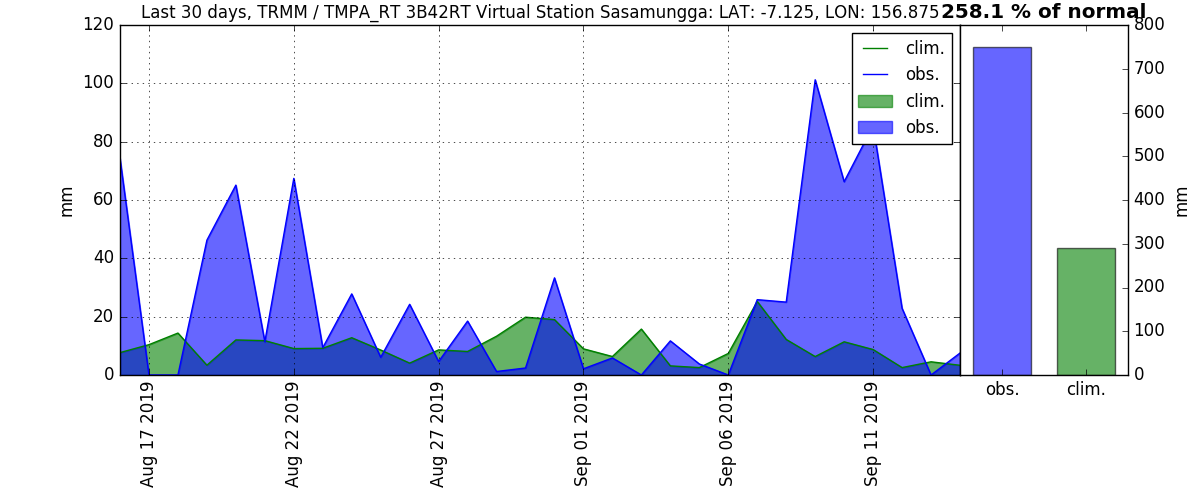 Last 30 days, TRMM / TMPA_RT 3B42RT Virtual Station Sasamungga: LAT: -7.125, LON: 156.875
258.1 % of normal
120
100
80
60
40
20
0
mm
clim.
obs.
clim.
obs.
Aug 17 2019
Aug 22 2019
Aug 27 2019
Sep 01 2019
Sep 06 2019
Sep 11 2019
800
700
600
500
400
300
200
100
0
mm
obs.
clim.